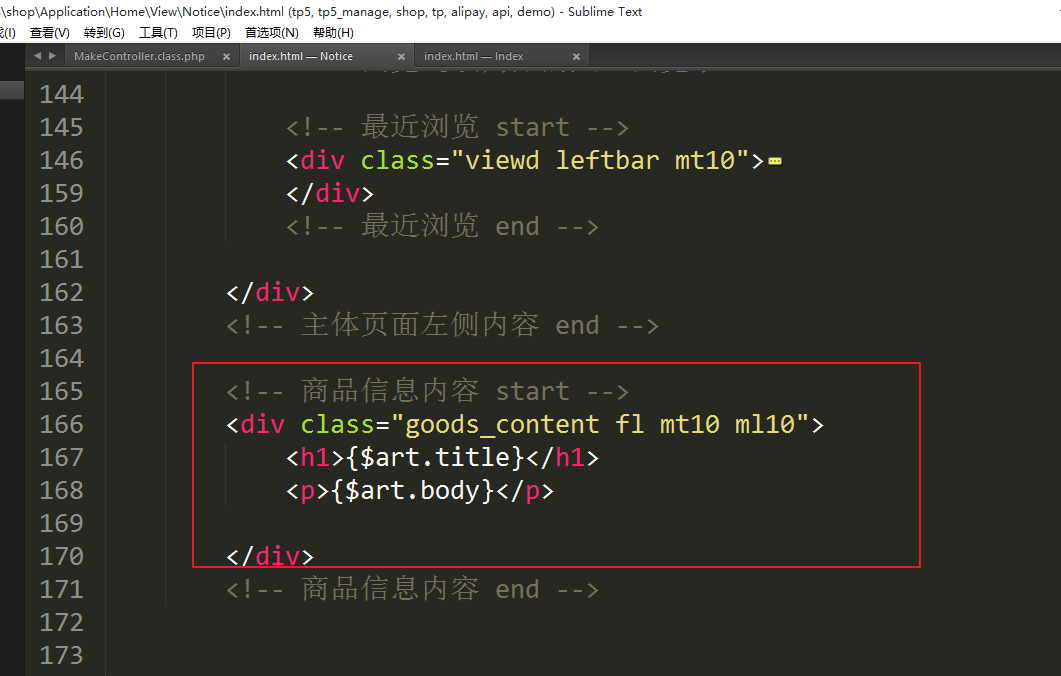 \shop\Application\Home\View\Notice\index.html (tp5, tp5_manage, shop, tp, alipay, api, demo) - Sublime Text
(I) 查看(V) 转到(G) 工具(T) 项目(P) 首选项(N) 帮助(H)
MakeController.class.php × index.html — Notice × index.html — Index ×
144
145 <!-- 最近浏览 start -->
146 <div class="viewd leftbar mt10">
159 </div>
160 <!-- 最近浏览 end -->
161
162 </div>
163 <!-- 主体页面左侧内容 end -->
164
165 <!-- 商品信息内容 start -->
166 <div class="goods_content fl mt10 ml10">
167 <h1>{$art.title}</h1>
168 <p>{$art.body}</p>
169
170 </div>
171 <!-- 商品信息内容 end -->
172
173